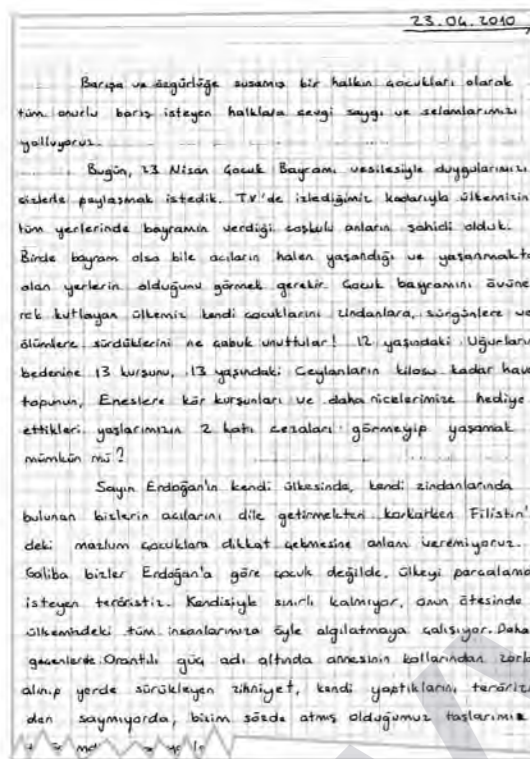 23.04.2010
Barışa ve özgürlüğe susamış bir halkın çocukları olarak
tüm onurlu barış isteyen halklara sevgi saygı ve selamlarımızı
yolluyoruz.
Bugün, 23 Nisan Çocuk Bayramı vesilesiyle duygularımızı
sizlerle paylaşmak istedik. TV'de izlediğimiz kadarıyla ülkemizin
tüm yerlerinde bayramın verdiği coşkulu anların şahidi olduk.
Birde bayram olsa bile acıların halen yaşandığı ve yaşanmakta
olan yerlerin olduğunu görmek gerekir. Çocuk bayramını övüne
rek kutlayan ülkemiz kendi çocuklarını zindanlara, sürgünlere ve
ölümlere sürdüklerini ne çabuk unuttular! 12 yaşındaki Uğurların
bedenine 13 kurşunu, 13 yaşındaki Ceylanların kilosu kadar hav
topunun, Eneslere kör kurşunları ve daha nicelerimize hediye
ettikleri yaşlarımızın 2 katı cezaları görmeyip yaşamak
mümkün mü?
Sayın Erdoğan'ın kendi ülkesinde, kendi zindanlarında
bulunan bizlerin acılarını dile getirmekten korkarken Filistin'
deki mazlum çocuklara dikkat çekmesine anlam veremiyoruz.
Galiba bizler Erdoğan'a göre çocuk değilde, ülkeyi parçalama
isteyen teröristiz. Kendisiyle sınırlı kalmıyor, onun ötesinde
ülkemizdeki tüm insanlarımıza öyle algılatmaya çalışıyor. Daha
geçenlerde Orantılı güç adı altında annesinin kollarından zorla
alınıp yerde sürükleyen zihniyet, kendi yaptıklarını terörizm
den saymıyorda, bizim sözde atmış olduğumuz taşlarımız